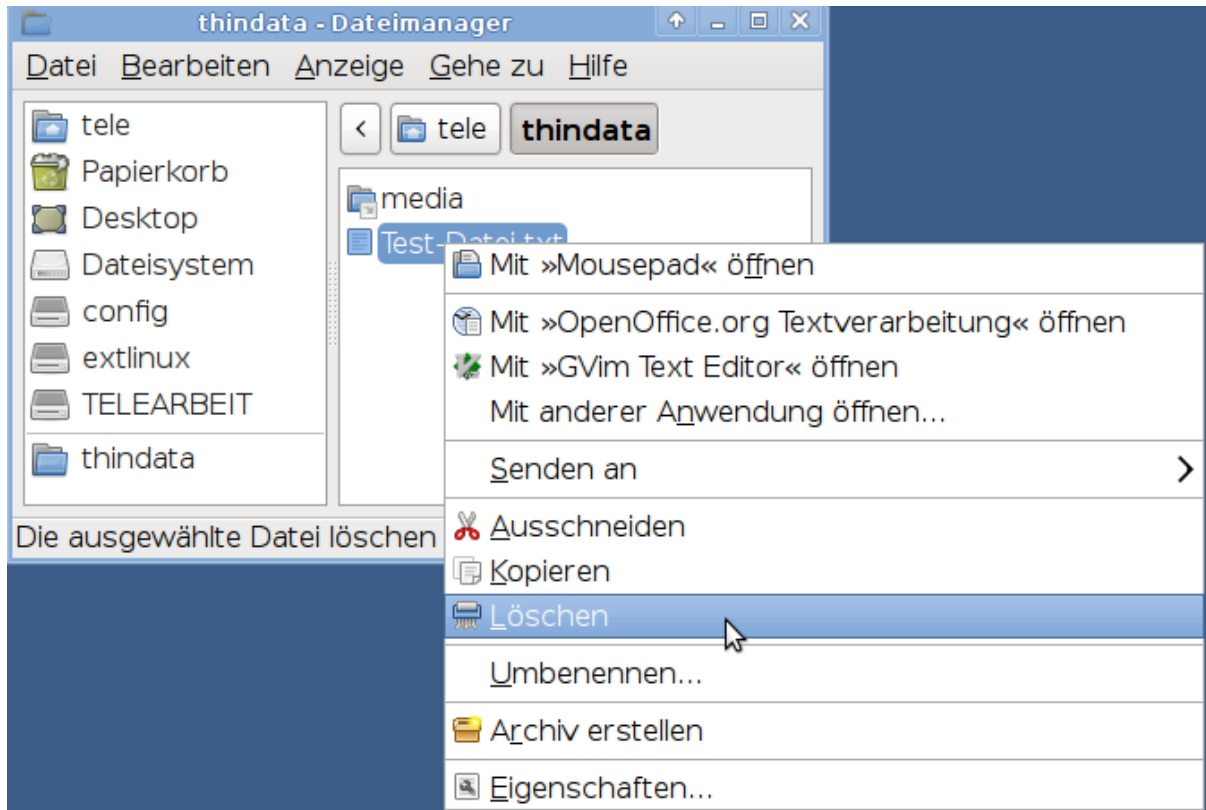 thindata - Dateimanager
Datei Bearbeiten Anzeige Gehe zu Hilfe
tele
Papierkorb
Desktop
Dateisystem
config
extlinux
TELEARBEIT
thindata
tele thindata
media
Test-Datei.txt
Die ausgewählte Datei löschen
Mit »Mousepad« öffnen
Mit »OpenOffice.org Textverarbeitung« öffnen
Mit »GVim Text Editor« öffnen
Mit anderer Anwendung öffnen...
Senden an
Ausschneiden
Kopieren
Löschen
Umbenennen...
Archiv erstellen
Eigenschaften...